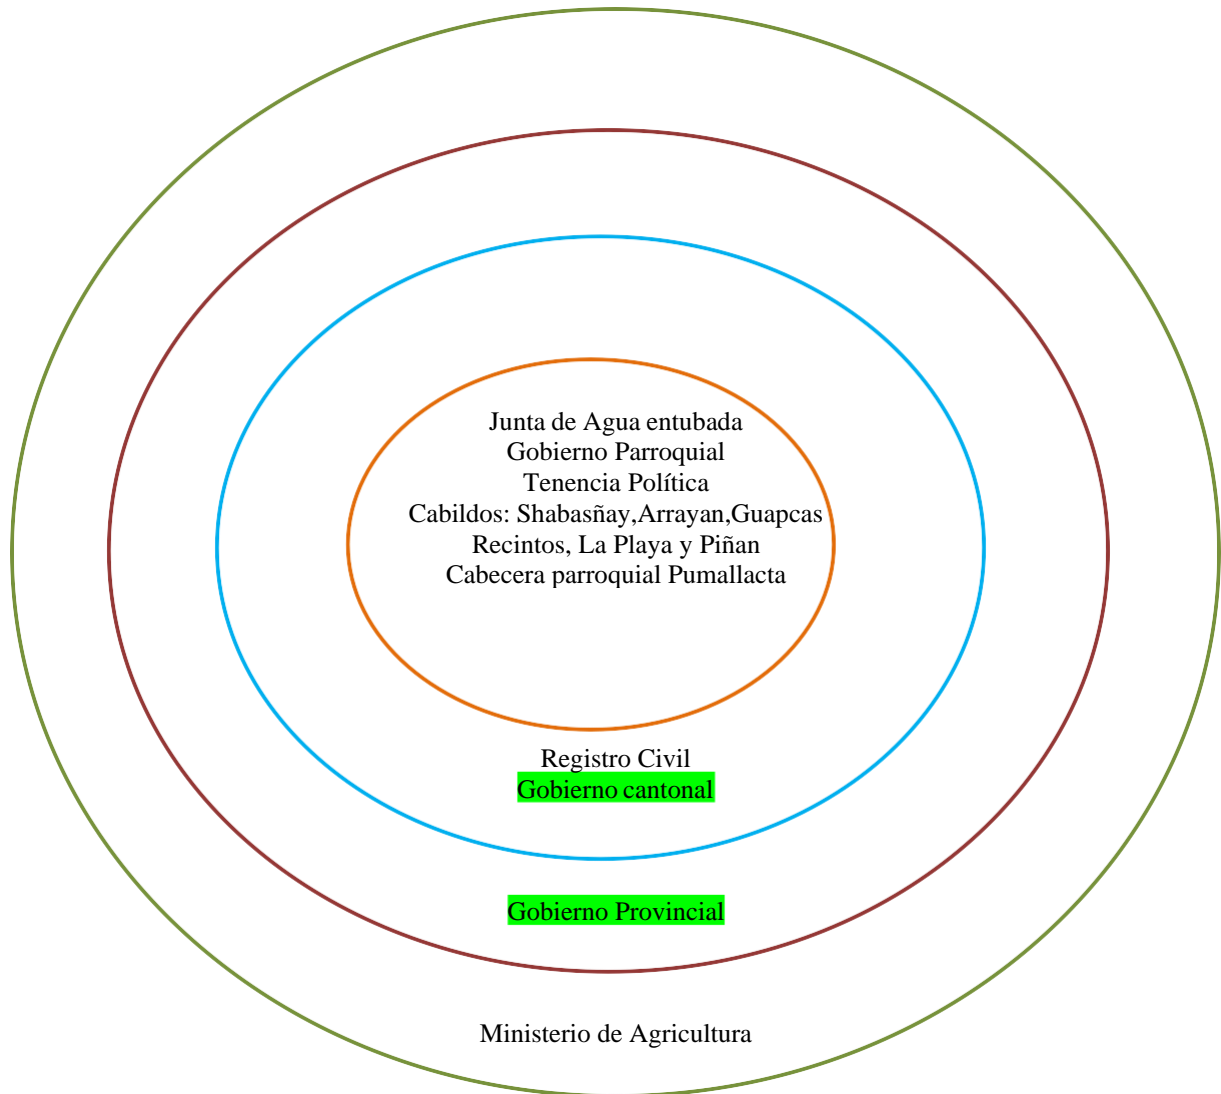 Junta de Agua entubada
Gobierno Parroquial
Tenencia Política
Cabildos: Shabasñay,Arrayan,Guapcas
Recintos, La Playa y Piñan
Cabecera parroquial Pumallacta
Registro Civil
Gobierno cantonal
Gobierno Provincial
Ministerio de Agricultura